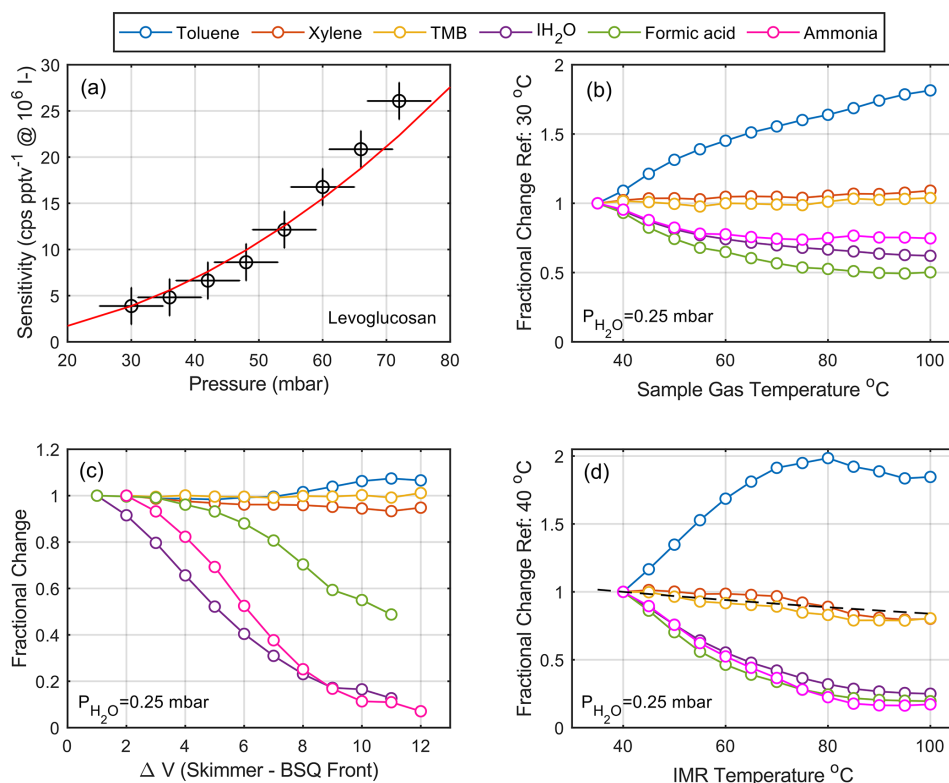 Toluene Xylene TMB IH₂O Formic acid Ammonia
(a)
Sensitivity (cps pptv⁻¹ @ 10⁶ I-)
30
25
20
15
10
5
0
Levoglucosan
20 30 40 50 60 70 80
Pressure (mbar)
(b)
Fractional Change Ref: 30 °C
2
1.5
1
0.5
0
P_H₂O=0.25 mbar
40 60 80 100
Sample Gas Temperature °C
(c)
Fractional Change
1.2
1
0.8
0.6
0.4
0.2
0
P_H₂O=0.25 mbar
0 2 4 6 8 10 12
Δ V (Skimmer - BSQ Front)
(d)
Fractional Change Ref: 40 °C
2
1.5
1
0.5
0
P_H₂O=0.25 mbar
40 60 80 100
IMR Temperature °C